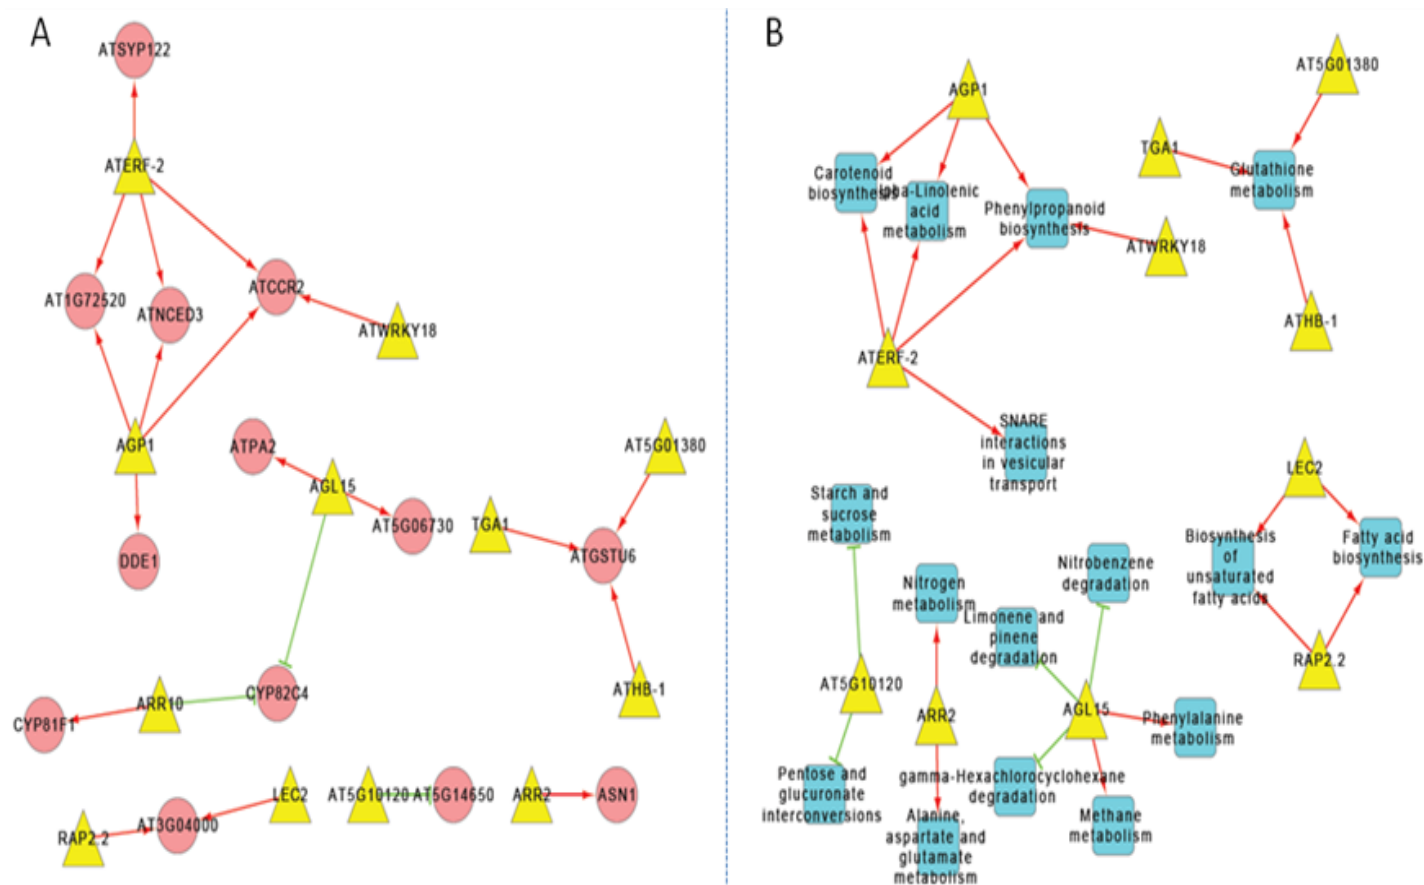 A
ATSYP122
ATERF-2
AT1G72520
ATNCED3
ATCCR2
ATWRKY18
AGP1
DDE1
ATPA2
AGL15
AT5G06730
AT5G01380
TGA1
ATGSTU6
ATHB-1
CYP82C4
ARR10
CYP81F1
LEC2
AT3G04000
RAP2.2
AT5G10120
AT5G14650
ARR2
ASN1
B
AGP1
AT5G01380
TGA1
Glutathione
metabolism
Carotenoid
biosynthesis
lpha-Linolenic
acid
metabolism
Phenylpropanoid
biosynthesis
ATWRKY18
ATHB-1
ATERF-2
SNARE
interactions
in vesicular
transport
LEC2
Biosynthesis
of
unsaturated
fatty acids
Fatty acid
biosynthesis
RAP2.2
Starch and
sucrose
metabolism
Nitrogen
metabolism
Limonene and
pinene
degradation
Nitrobenzene
degradation
AT5G10120
ARR2
AGL15
Phenylalanine
metabolism
Pentose and
glucuronate
interconversions
gamma-Hexachlorocyclohexane
degradation
Alanine,
aspartate and
glutamate
metabolism
Methane
metabolism